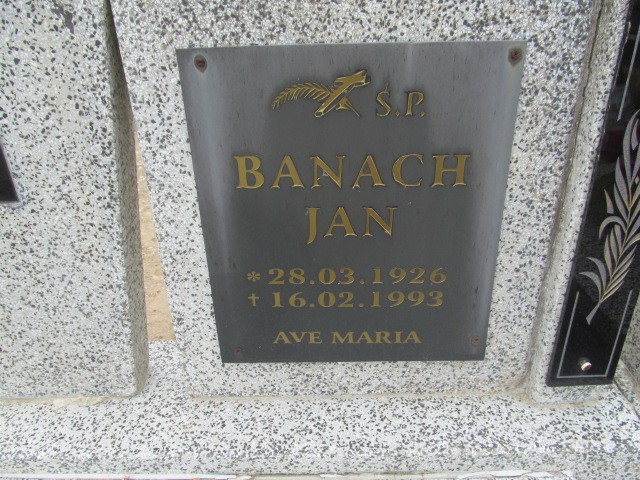 Ś.P.
BANACH
JAN
* 28.03.1926
† 16.02.1993
AVE MARIA